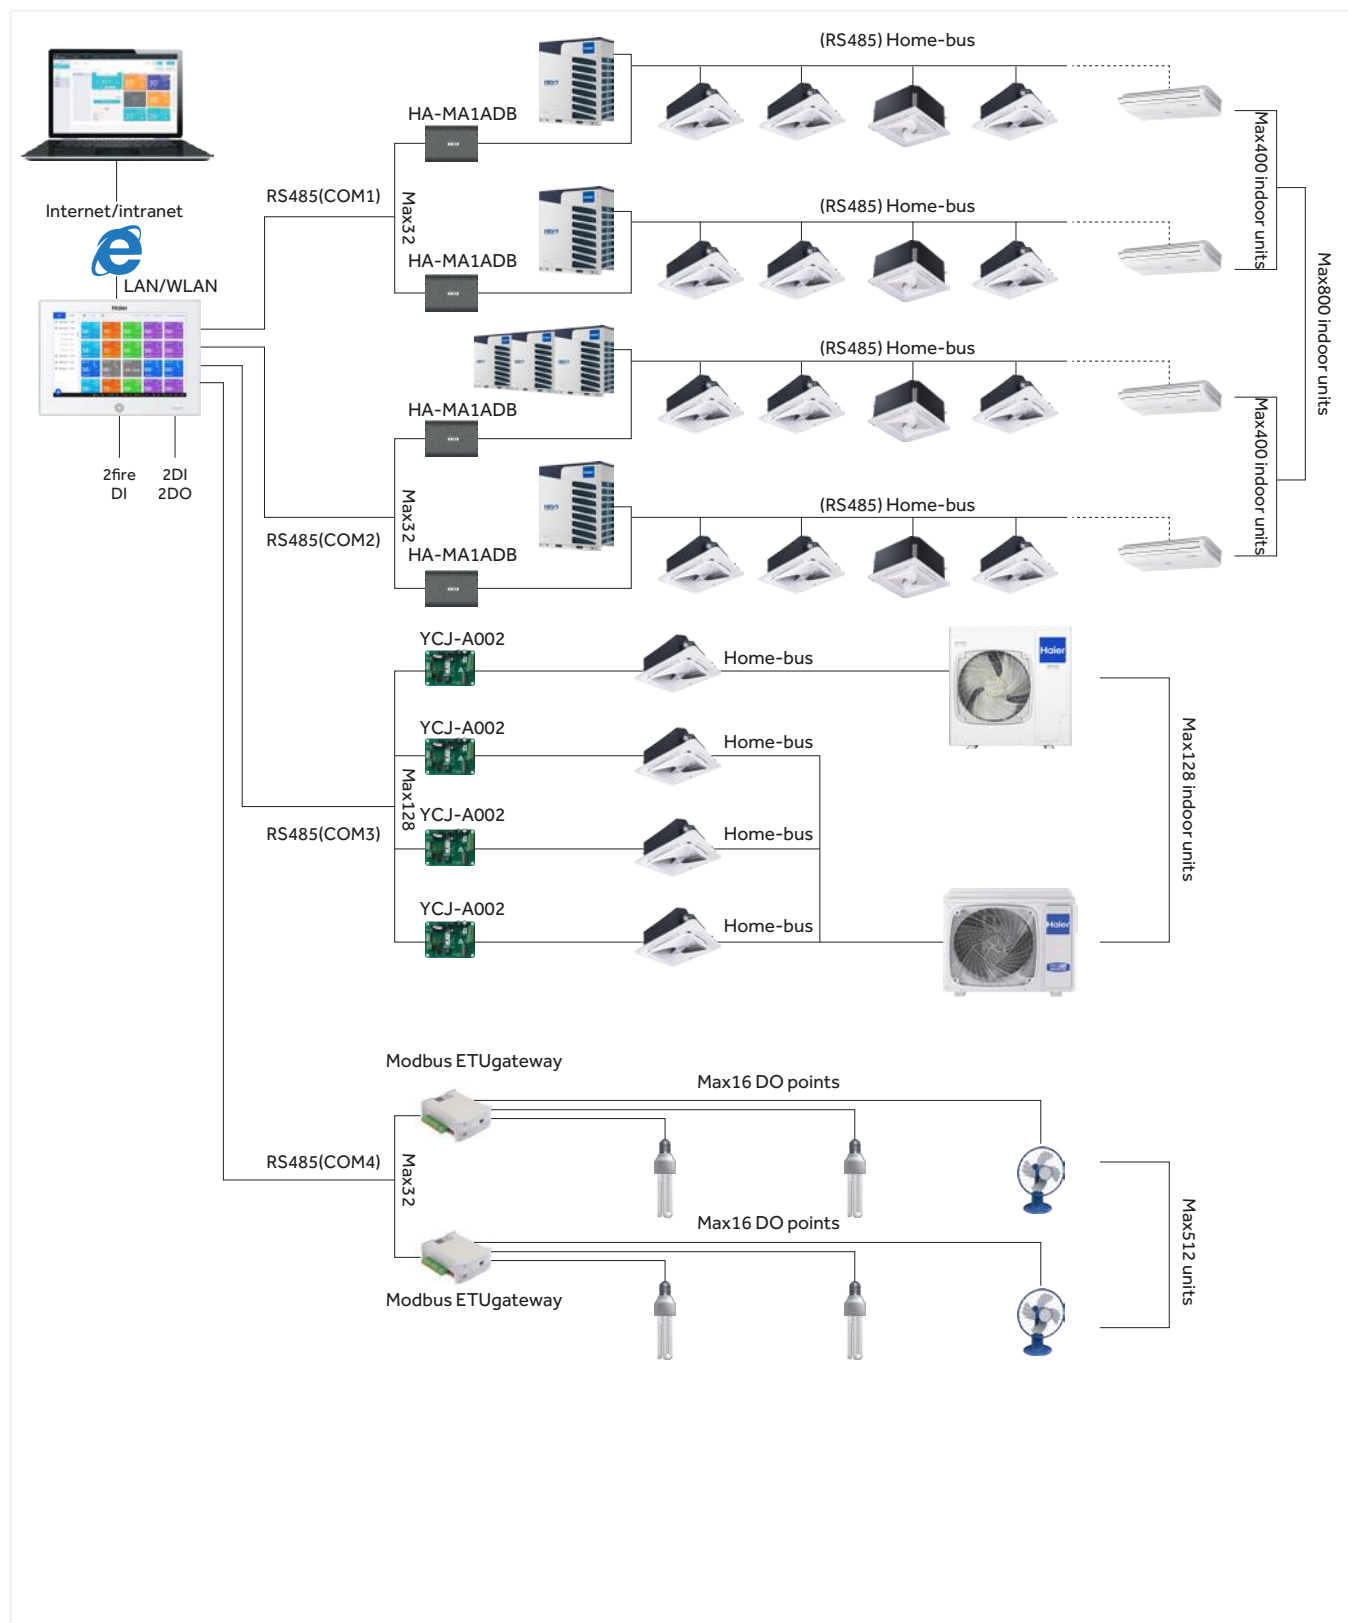 (RS485) Home-bus
HA-MA1ADB
RS485(COM1)
Max32
Max400 indoor units
Internet/intranet
(RS485) Home-bus
HA-MA1ADB
LAN/WLAN
Haier
Max800 indoor units
(RS485) Home-bus
HA-MA1ADB
Max400 indoor units
2fire
DI
2DI
2DO
Max32
(RS485) Home-bus
RS485(COM2)
HA-MA1ADB
YCJ-A002
Home-bus
Haier
YCJ-A002
Home-bus
Max128 indoor units
Max128
YCJ-A002
RS485(COM3)
Home-bus
YCJ-A002
Home-bus
Haier
Modbus ETUgateway
Max16 DO points
RS485(COM4)
Max32
Max16 DO points
Max512 units
Modbus ETUgateway